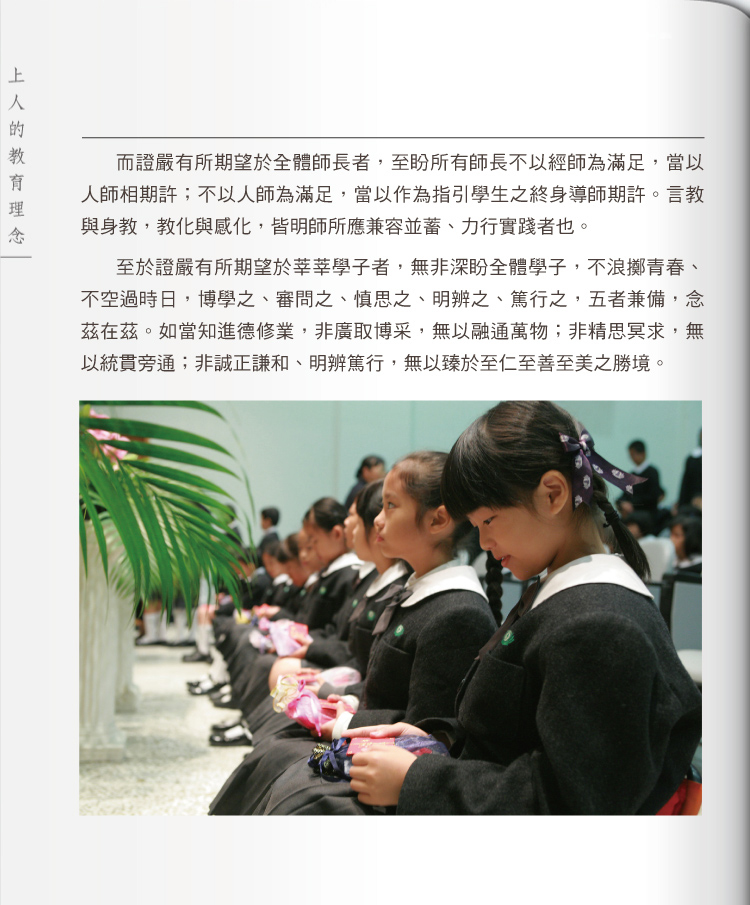 上人的教育理念
而證嚴有所期望於全體師長者，至盼所有師長不以經師為滿足，當以
人師相期許；不以人師為滿足，當以作為指引學生之終身導師期許。言教
與身教，教化與感化，皆明師所應兼容並蓄、力行實踐者也。
至於證嚴有所期望於莘莘學子者，無非深盼全體學子，不浪擲青春、
不空過時日，博學之、審問之、慎思之、明辨之、篤行之，五者兼備，念
茲在茲。如當知進德修業，非廣取博采，無以融通萬物；非精思冥求，無
以統貫旁通；非誠正謙和、明辨篤行，無以臻於至仁至善至美之勝境。